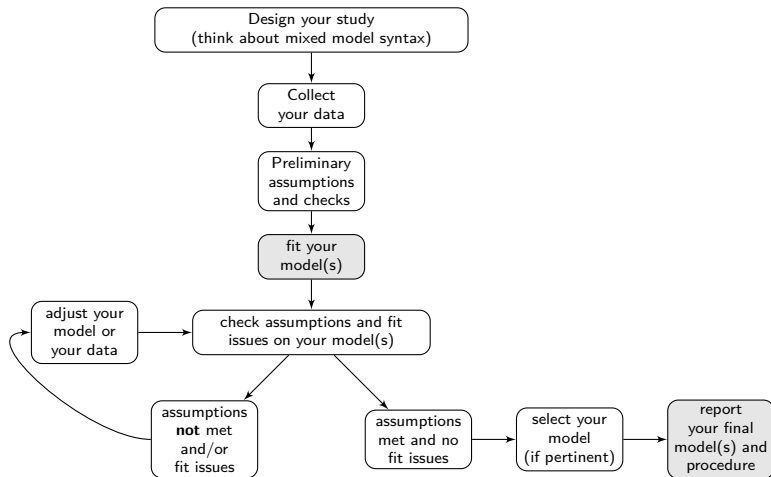 Design your study
(think about mixed model syntax)
Collect
your data
Preliminary
assumptions
and checks
fit your
model(s)
adjust your
model or
your data
check assumptions and fit
issues on your model(s)
assumptions
not met
and/or
fit issues
assumptions
met and no
fit issues
select your
model
(if pertinent)
report
your final
model(s) and
procedure